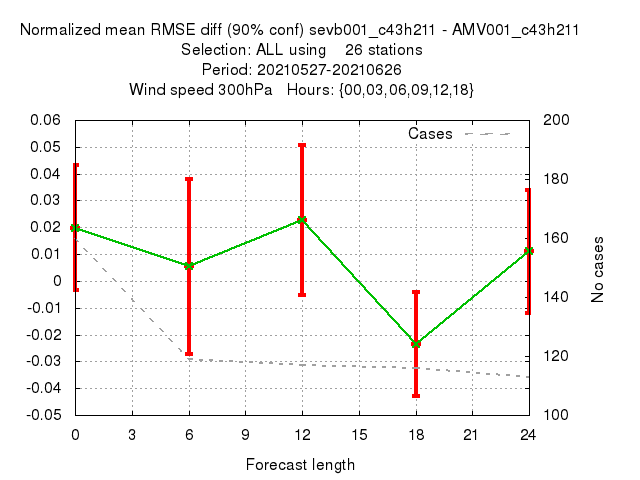 Normalized mean RMSE diff (90% conf) sevb001_c43h211 - AMV001_c43h211
Selection: ALL using    26 stations
Period: 20210527-20210626
Wind speed 300hPa   Hours: {00,03,06,09,12,18}
Cases
0.06
0.05
0.04
0.03
0.02
0.01
0
-0.01
-0.02
-0.03
-0.04
-0.05
200
180
160
140
120
100
No cases
0 3 6 9 12 15 18 21 24
Forecast length